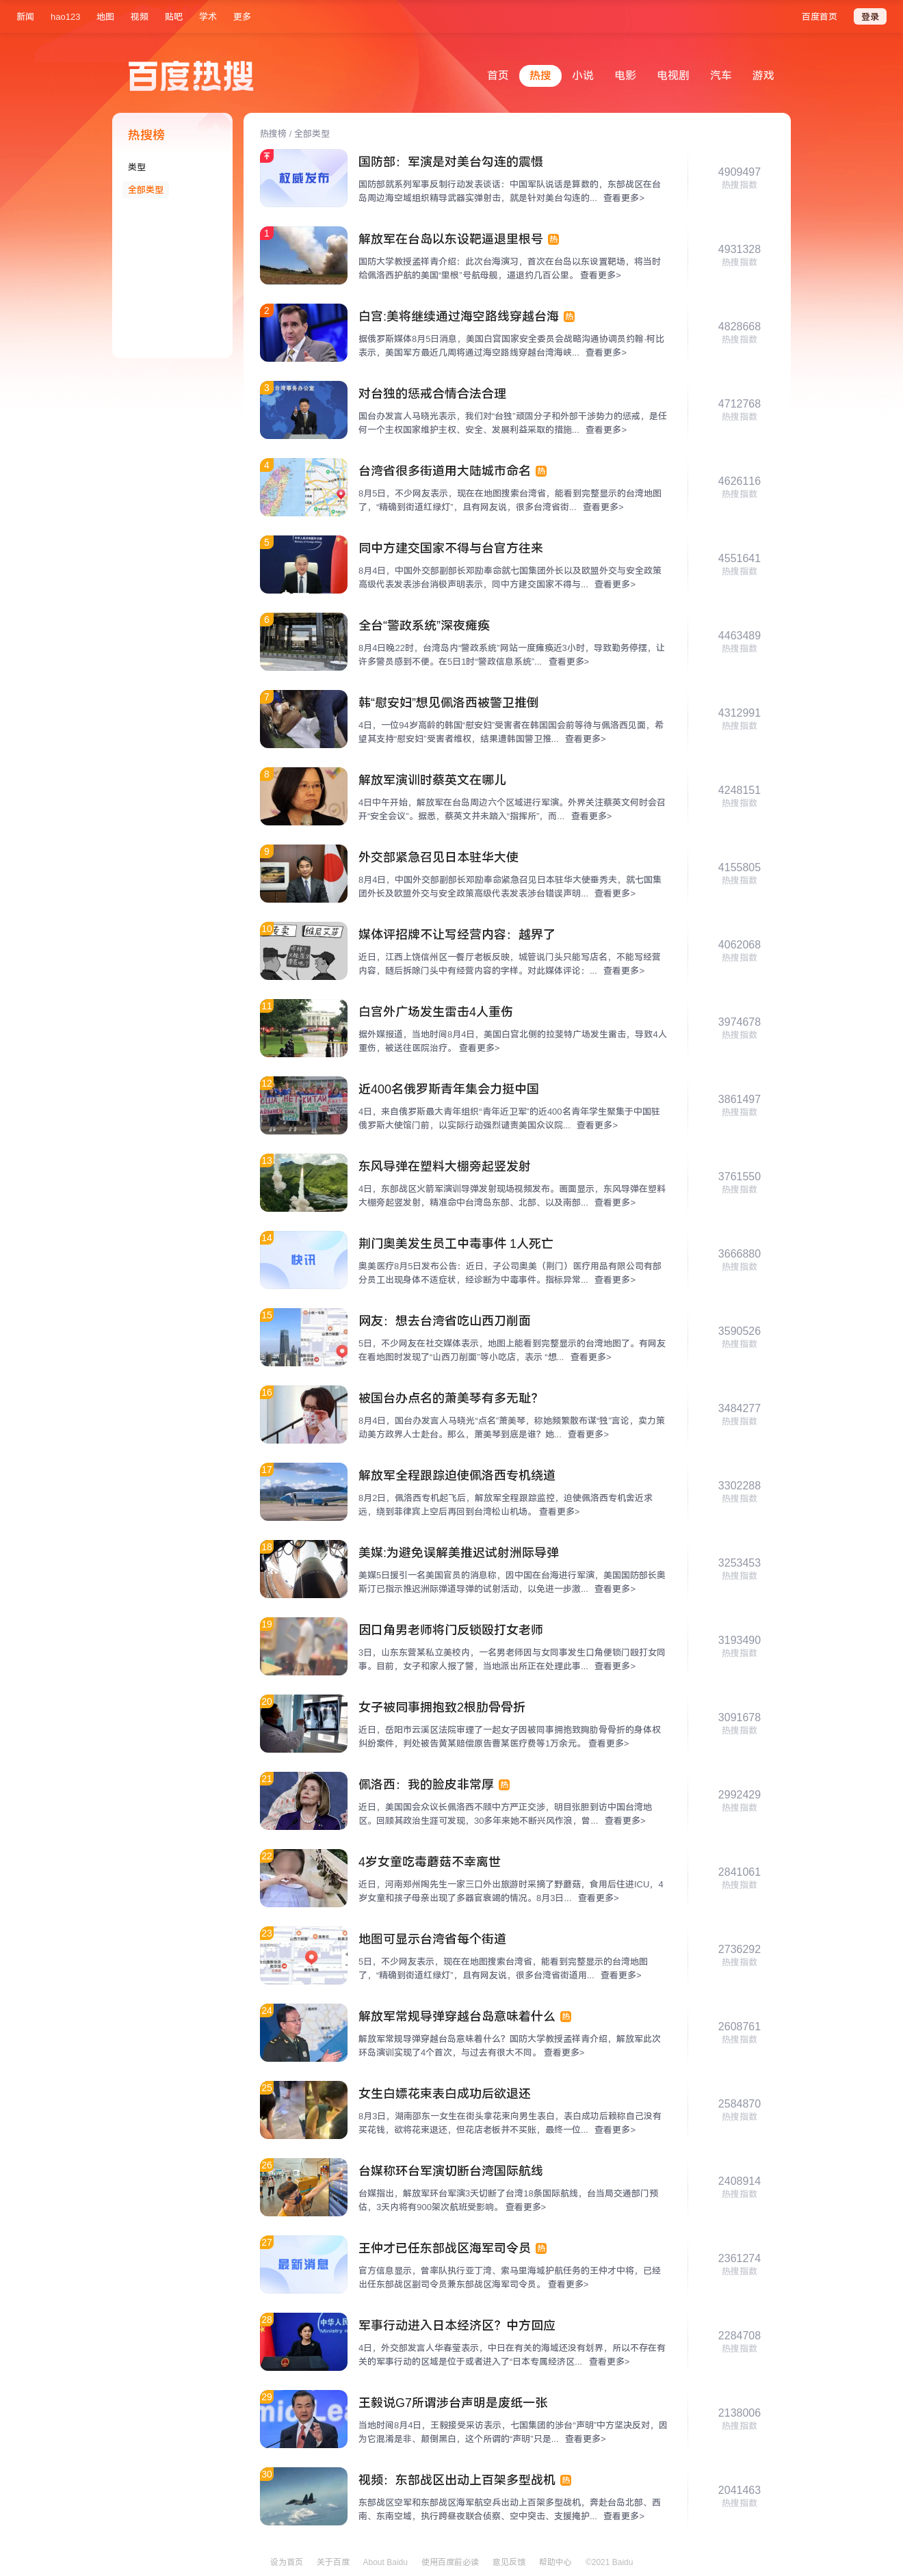 新闻 hao123 地图 视频 贴吧 学术 更多 百度首页 登录
百度热搜
首页 热搜 小说 电影 电视剧 汽车 游戏
热搜榜
类型
全部类型
热搜榜 / 全部类型
权威发布
国防部：军演是对美台勾连的震慑
国防部就系列军事反制行动发表谈话：中国军队说话是算数的，东部战区在台
岛周边海空域组织精导武器实弹射击，就是针对美台勾连的... 查看更多>
4909497
热搜指数
1
解放军在台岛以东设靶逼退里根号 热
国防大学教授孟祥青介绍：此次台海演习，首次在台岛以东设置靶场，将当时
给佩洛西护航的美国“里根”号航母舰，逼退约几百公里。 查看更多>
4931328
热搜指数
2
白宫:美将继续通过海空路线穿越台海 热
据俄罗斯媒体8月5日消息，美国白宫国家安全委员会战略沟通协调员约翰·柯比
表示，美国军方最近几周将通过海空路线穿越台湾海峡... 查看更多>
4828668
热搜指数
3
对台独的惩戒合情合法合理
国台办发言人马晓光表示，我们对“台独”顽固分子和外部干涉势力的惩戒，是任
何一个主权国家维护主权、安全、发展利益采取的措施... 查看更多>
4712768
热搜指数
4
台湾省很多街道用大陆城市命名 热
8月5日，不少网友表示，现在在地图搜索台湾省，能看到完整显示的台湾地图
了，“精确到街道红绿灯”，且有网友说，很多台湾省街... 查看更多>
4626116
热搜指数
5
同中方建交国家不得与台官方往来
8月4日，中国外交部副部长邓励奉命就七国集团外长以及欧盟外交与安全政策
高级代表发表涉台消极声明表示，同中方建交国家不得与... 查看更多>
4551641
热搜指数
6
全台“警政系统”深夜瘫痪
8月4日晚22时，台湾岛内“警政系统”网站一度瘫痪近3小时，导致勤务停摆，让
许多警员感到不便。在5日1时“警政信息系统”... 查看更多>
4463489
热搜指数
7
韩“慰安妇”想见佩洛西被警卫推倒
4日，一位94岁高龄的韩国“慰安妇”受害者在韩国国会前等待与佩洛西见面，希
望其支持“慰安妇”受害者维权，结果遭韩国警卫推... 查看更多>
4312991
热搜指数
8
解放军演训时蔡英文在哪儿
4日中午开始，解放军在台岛周边六个区域进行军演。外界关注蔡英文何时会召
开“安全会议”。据悉，蔡英文并未踏入“指挥所”，而... 查看更多>
4248151
热搜指数
9
外交部紧急召见日本驻华大使
8月4日，中国外交部副部长邓励奉命紧急召见日本驻华大使垂秀夫，就七国集
团外长及欧盟外交与安全政策高级代表发表涉台错误声明... 查看更多>
4155805
热搜指数
10
媒体评招牌不让写经营内容：越界了
近日，江西上饶信州区一餐厅老板反映，城管说门头只能写店名，不能写经营
内容，随后拆除门头中有经营内容的字样。对此媒体评论：... 查看更多>
4062068
热搜指数
11
白宫外广场发生雷击4人重伤
据外媒报道，当地时间8月4日，美国白宫北侧的拉斐特广场发生雷击，导致4人
重伤，被送往医院治疗。 查看更多>
3974678
热搜指数
12
近400名俄罗斯青年集会力挺中国
4日，来自俄罗斯最大青年组织“青年近卫军”的近400名青年学生聚集于中国驻
俄罗斯大使馆门前，以实际行动强烈谴责美国众议院... 查看更多>
3861497
热搜指数
13
东风导弹在塑料大棚旁起竖发射
4日，东部战区火箭军演训导弹发射现场视频发布。画面显示，东风导弹在塑料
大棚旁起竖发射，精准命中台湾岛东部、北部、以及南部... 查看更多>
3761550
热搜指数
14
快讯
荆门奥美发生员工中毒事件 1人死亡
奥美医疗8月5日发布公告：近日，子公司奥美（荆门）医疗用品有限公司有部
分员工出现身体不适症状，经诊断为中毒事件。指标异常... 查看更多>
3666880
热搜指数
15
网友：想去台湾省吃山西刀削面
5日，不少网友在社交媒体表示，地图上能看到完整显示的台湾地图了。有网友
在看地图时发现了“山西刀削面”等小吃店，表示 “想... 查看更多>
3590526
热搜指数
16
被国台办点名的萧美琴有多无耻？
8月4日，国台办发言人马晓光“点名”萧美琴，称她频繁散布谋“独”言论，卖力策
动美方政界人士赴台。那么，萧美琴到底是谁？她... 查看更多>
3484277
热搜指数
17
解放军全程跟踪迫使佩洛西专机绕道
8月2日，佩洛西专机起飞后，解放军全程跟踪监控，迫使佩洛西专机舍近求
远，绕到菲律宾上空后再回到台湾松山机场。 查看更多>
3302288
热搜指数
18
美媒:为避免误解美推迟试射洲际导弹
美媒5日援引一名美国官员的消息称，因中国在台海进行军演，美国国防部长奥
斯汀已指示推迟洲际弹道导弹的试射活动，以免进一步激... 查看更多>
3253453
热搜指数
19
因口角男老师将门反锁殴打女老师
3日，山东东营某私立美校内，一名男老师因与女同事发生口角便锁门殴打女同
事。目前，女子和家人报了警，当地派出所正在处理此事... 查看更多>
3193490
热搜指数
20
女子被同事拥抱致2根肋骨骨折
近日，岳阳市云溪区法院审理了一起女子因被同事拥抱致胸肋骨骨折的身体权
纠纷案件，判处被告黄某赔偿原告曹某医疗费等1万余元。 查看更多>
3091678
热搜指数
21
佩洛西：我的脸皮非常厚 热
近日，美国国会众议长佩洛西不顾中方严正交涉，明目张胆到访中国台湾地
区。回顾其政治生涯可发现，30多年来她不断兴风作浪，曾... 查看更多>
2992429
热搜指数
22
4岁女童吃毒蘑菇不幸离世
近日，河南郑州陶先生一家三口外出旅游时采摘了野蘑菇，食用后住进ICU，4
岁女童和孩子母亲出现了多器官衰竭的情况。8月3日... 查看更多>
2841061
热搜指数
23
地图可显示台湾省每个街道
5日，不少网友表示，现在在地图搜索台湾省，能看到完整显示的台湾地图
了，“精确到街道红绿灯”，且有网友说，很多台湾省街道用... 查看更多>
2736292
热搜指数
24
解放军常规导弹穿越台岛意味着什么 热
解放军常规导弹穿越台岛意味着什么？国防大学教授孟祥青介绍，解放军此次
环岛演训实现了4个首次，与过去有很大不同。 查看更多>
2608761
热搜指数
25
女生白嫖花束表白成功后欲退还
8月3日，湖南邵东一女生在街头拿花束向男生表白，表白成功后赖称自己没有
买花钱，欲将花束退还，但花店老板并不买账，最终一位... 查看更多>
2584870
热搜指数
26
台媒称环台军演切断台湾国际航线
台媒指出，解放军环台军演3天切断了台湾18条国际航线，台当局交通部门预
估，3天内将有900架次航班受影响。 查看更多>
2408914
热搜指数
27
最新消息
王仲才已任东部战区海军司令员 热
官方信息显示，曾率队执行亚丁湾、索马里海域护航任务的王仲才中将，已经
出任东部战区副司令员兼东部战区海军司令员。 查看更多>
2361274
热搜指数
28
军事行动进入日本经济区？中方回应
4日，外交部发言人华春莹表示，中日在有关的海域还没有划界，所以不存在有
关的军事行动的区域是位于或者进入了“日本专属经济区... 查看更多>
2284708
热搜指数
29
王毅说G7所谓涉台声明是废纸一张
当地时间8月4日，王毅接受采访表示，七国集团的涉台“声明”中方坚决反对，因
为它混淆是非、颠倒黑白，这个所谓的“声明”只是... 查看更多>
2138006
热搜指数
30
视频：东部战区出动上百架多型战机 热
东部战区空军和东部战区海军航空兵出动上百架多型战机，奔赴台岛北部、西
南、东南空域，执行跨昼夜联合侦察、空中突击、支援掩护... 查看更多>
2041463
热搜指数
设为首页 关于百度 About Baidu 使用百度前必读 意见反馈 帮助中心 ©2021 Baidu